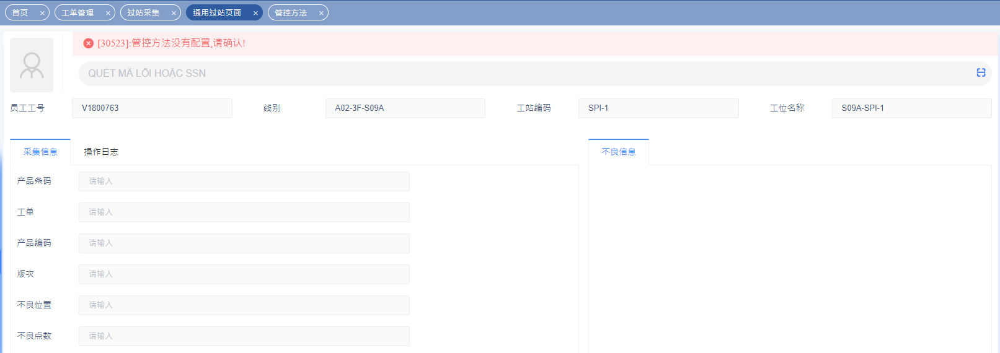 首页 × 工单管理 × 过站采集 × 通用过站页面 × 管控方法 ×
[30523]:管控方法没有配置,请确认!
QUÉT MÃ LỖI HOẶC SSN
员工工号 V1800763 线别 A02-3F-S09A 工站编码 SPI-1 工位名称 S09A-SPI-1
采集信息 操作日志 不良信息
产品条码 请输入
工单 请输入
产品编码 请输入
版次 请输入
不良位置 请输入
不良点数 请输入